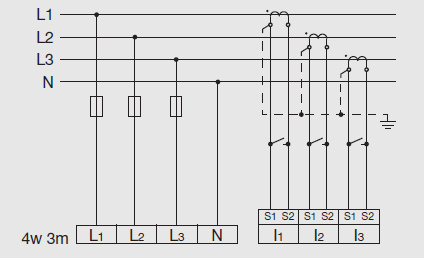 L1
L2
L3
N
S1 S2 S1 S2 S1 S2
4w 3m L1 L2 L3 N I1 I2 I3